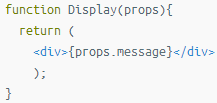 function Display(props){
  return (
    <div>{props.message}</div>
    );
}